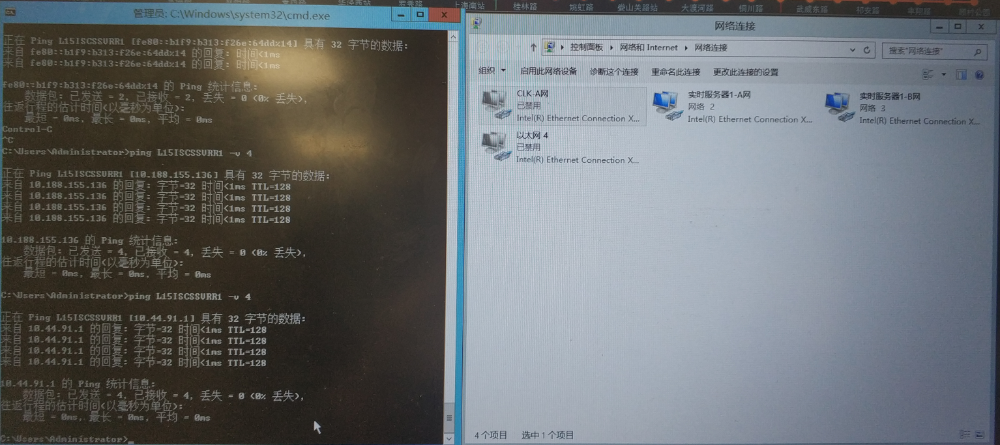 华泾西站
上海南站
桂林路
姚虹路
娄山关路站
大渡河路
铜川路
武威东路
祁安路
丰翔路
顾村公园
管理员: C:\Windows\system32\cmd.exe
正在 Ping L15ISCSSVRR1 [fe80::b1f9:b313:f26e:64dd%14] 具有 32 字节的数据:
来自 fe80::b1f9:b313:f26e:64dd%14 的回复: 时间<1ms
来自 fe80::b1f9:b313:f26e:64dd%14 的回复: 时间<1ms
fe80::b1f9:b313:f26e:64dd%14 的 Ping 统计信息:
数据包: 已发送 = 2, 已接收 = 2, 丢失 = 0 (0% 丢失),
往返行程的估计时间(以毫秒为单位):
最短 = 0ms, 最长 = 0ms, 平均 = 0ms
Control-C
^C
C:\Users\Administrator>ping L15ISCSSVRR1 -v 4
正在 Ping L15ISCSSVRR1 [10.188.155.136] 具有 32 字节的数据:
来自 10.188.155.136 的回复: 字节=32 时间<1ms TTL=128
来自 10.188.155.136 的回复: 字节=32 时间<1ms TTL=128
来自 10.188.155.136 的回复: 字节=32 时间<1ms TTL=128
来自 10.188.155.136 的回复: 字节=32 时间<1ms TTL=128
10.188.155.136 的 Ping 统计信息:
数据包: 已发送 = 4, 已接收 = 4, 丢失 = 0 (0% 丢失),
往返行程的估计时间(以毫秒为单位):
最短 = 0ms, 最长 = 0ms, 平均 = 0ms
C:\Users\Administrator>ping L15ISCSSVRR1 -v 4
正在 Ping L15ISCSSVRR1 [10.44.91.1] 具有 32 字节的数据:
来自 10.44.91.1 的回复: 字节=32 时间<1ms TTL=128
来自 10.44.91.1 的回复: 字节=32 时间<1ms TTL=128
来自 10.44.91.1 的回复: 字节=32 时间<1ms TTL=128
来自 10.44.91.1 的回复: 字节=32 时间<1ms TTL=128
10.44.91.1 的 Ping 统计信息:
数据包: 已发送 = 4, 已接收 = 4, 丢失 = 0 (0% 丢失),
往返行程的估计时间(以毫秒为单位):
最短 = 0ms, 最长 = 0ms, 平均 = 0ms
C:\Users\Administrator>_
网络连接
控制面板 网络和 Internet 网络连接
搜索"网络连接"
组织 启用此网络设备 诊断这个连接 重命名此连接 更改此连接的设置
CLK-A网
已禁用
Intel(R) Ethernet Connection X...
实时服务器1-A网
网络 2
Intel(R) Ethernet Connection X...
实时服务器1-B网
网络 3
Intel(R) Ethernet Connection X...
以太网 4
已禁用
Intel(R) Ethernet Connection X...
4 个项目 选中 1 个项目